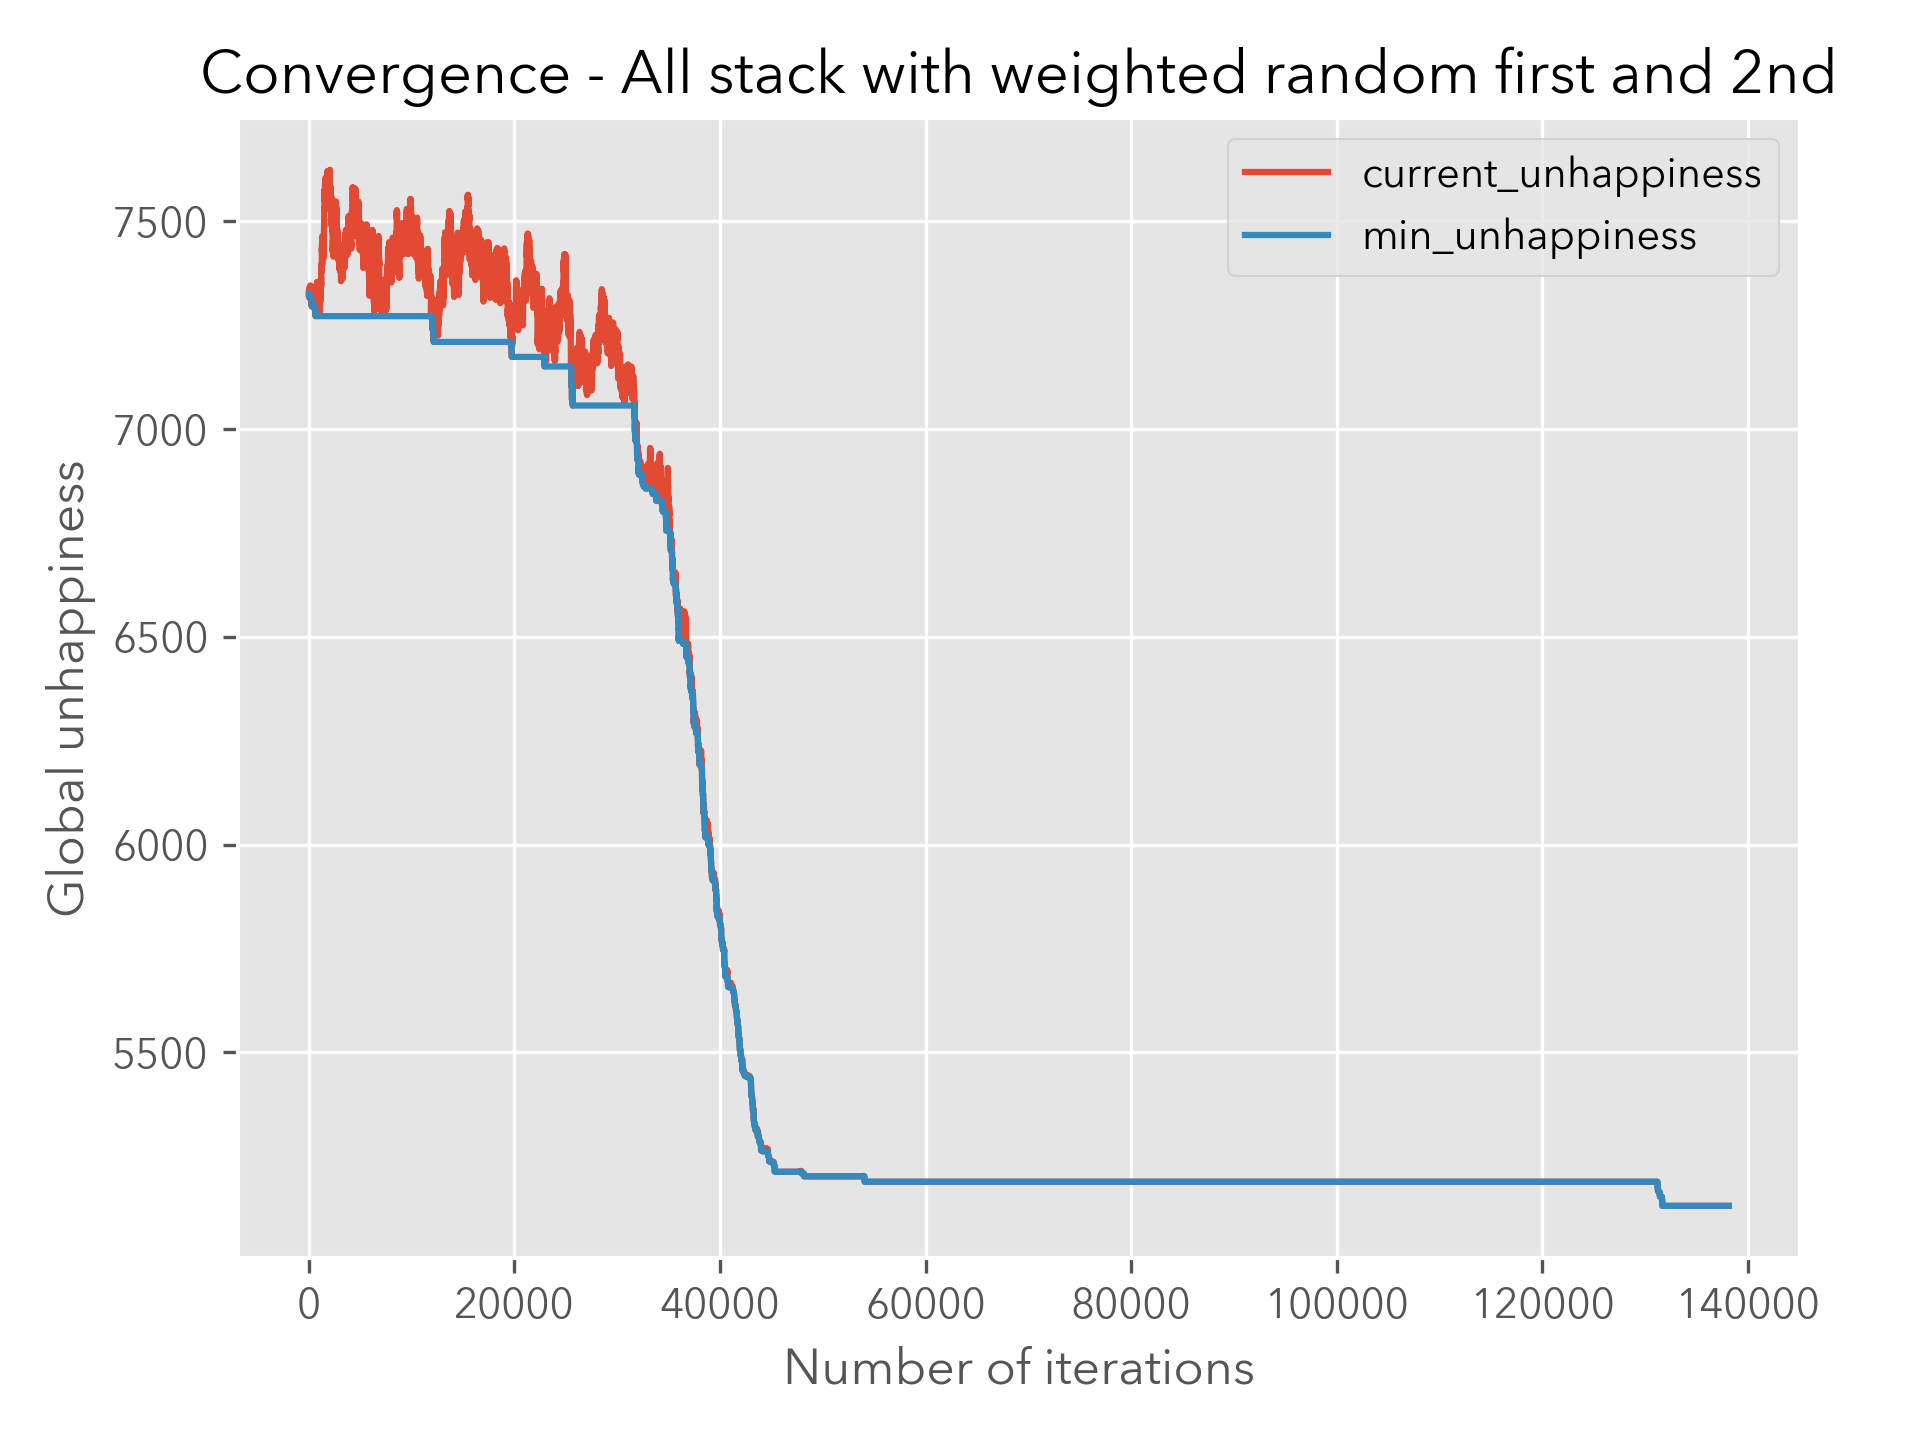 Convergence - All stack with weighted random first and 2nd
current_unhappiness
min_unhappiness
7500
7000
6500
6000
5500
Global unhappiness
0
20000
40000
60000
80000
100000
120000
140000
Number of iterations